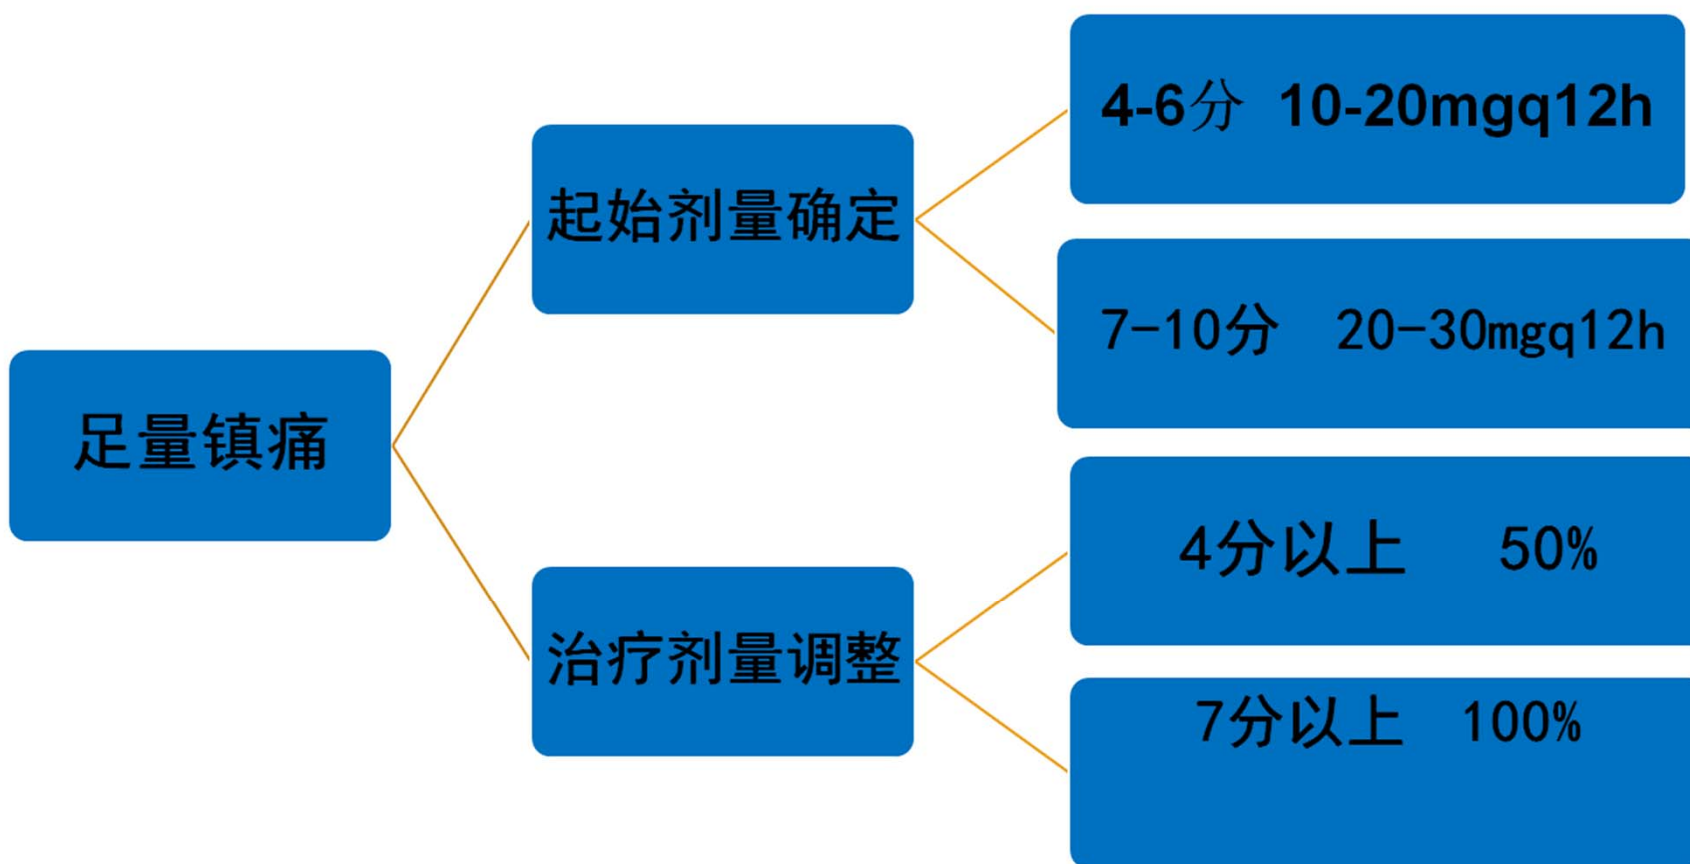 足量镇痛
起始剂量确定
4-6分 10-20mgq12h
7-10分 20-30mgq12h
治疗剂量调整
4分以上 50%
7分以上 100%